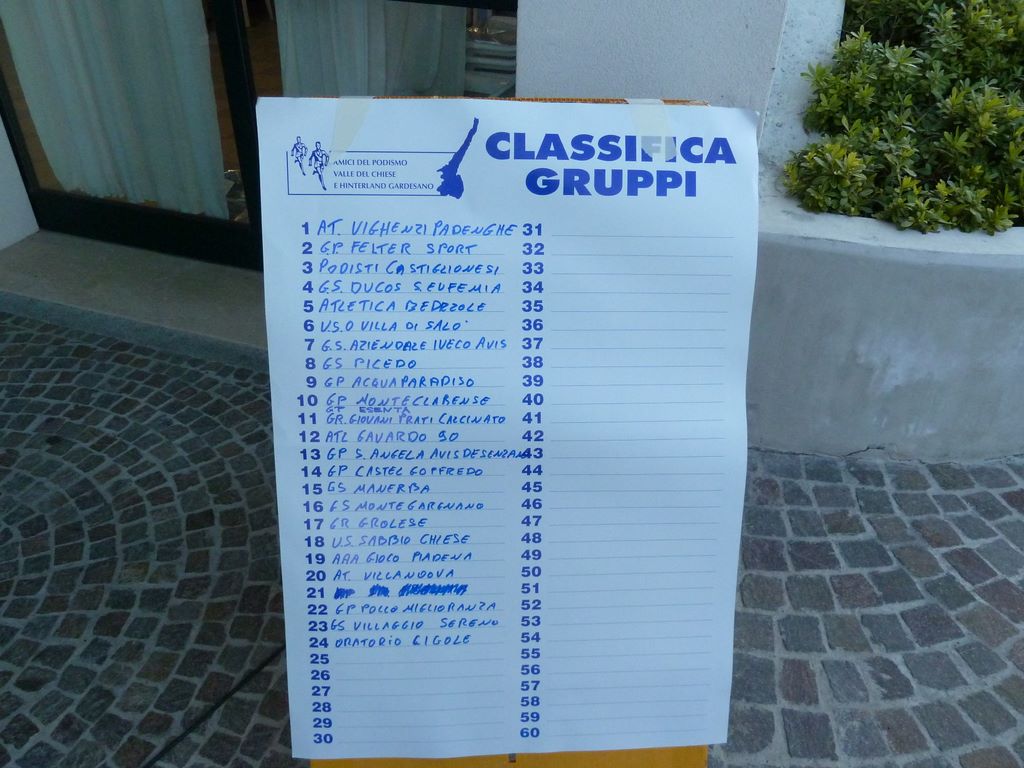 AMICI DEL PODISMO
VALLE DEL CHIESE
E HINTERLAND GARDESANO
CLASSIFICA
GRUPPI
1 AT. VIGHENZI PADENGHE
2 G.P. FELTER SPORT
3 PODISTI CASTIGLIONESI
4 G.S. DUCOS S. EUFEMIA
5 ATLETICA BEDIZZOLE
6 U.S.O VILLA DI SALO'
7 G.S. AZIENDALE IVECO AVIS
8 GS PICEDO
9 GP ACQUAPARADISO
10 GP MONTECLARENSE
GT ESENTA
11 GR. GIOVANI PRATI CALCINATO
12 ATL GAVARDO 90
13 GP S. ANGELA AVIS DESENZANO
14 GP CASTEL GOFFREDO
15 GS MANERBA
16 GS MONTEGARGNANO
17 GR GROLESE
18 U.S. SABBIO CHIESE
19 AAA GIOCO PIADENA
20 AT. VILLANUOVA
21
22 GP POLLO MIGLIORANZA
23 GS VILLAGGIO SERENO
24 ORATORIO CIGOLE
25
26
27
28
29
30
31
32
33
34
35
36
37
38
39
40
41
42
43
44
45
46
47
48
49
50
51
52
53
54
55
56
57
58
59
60